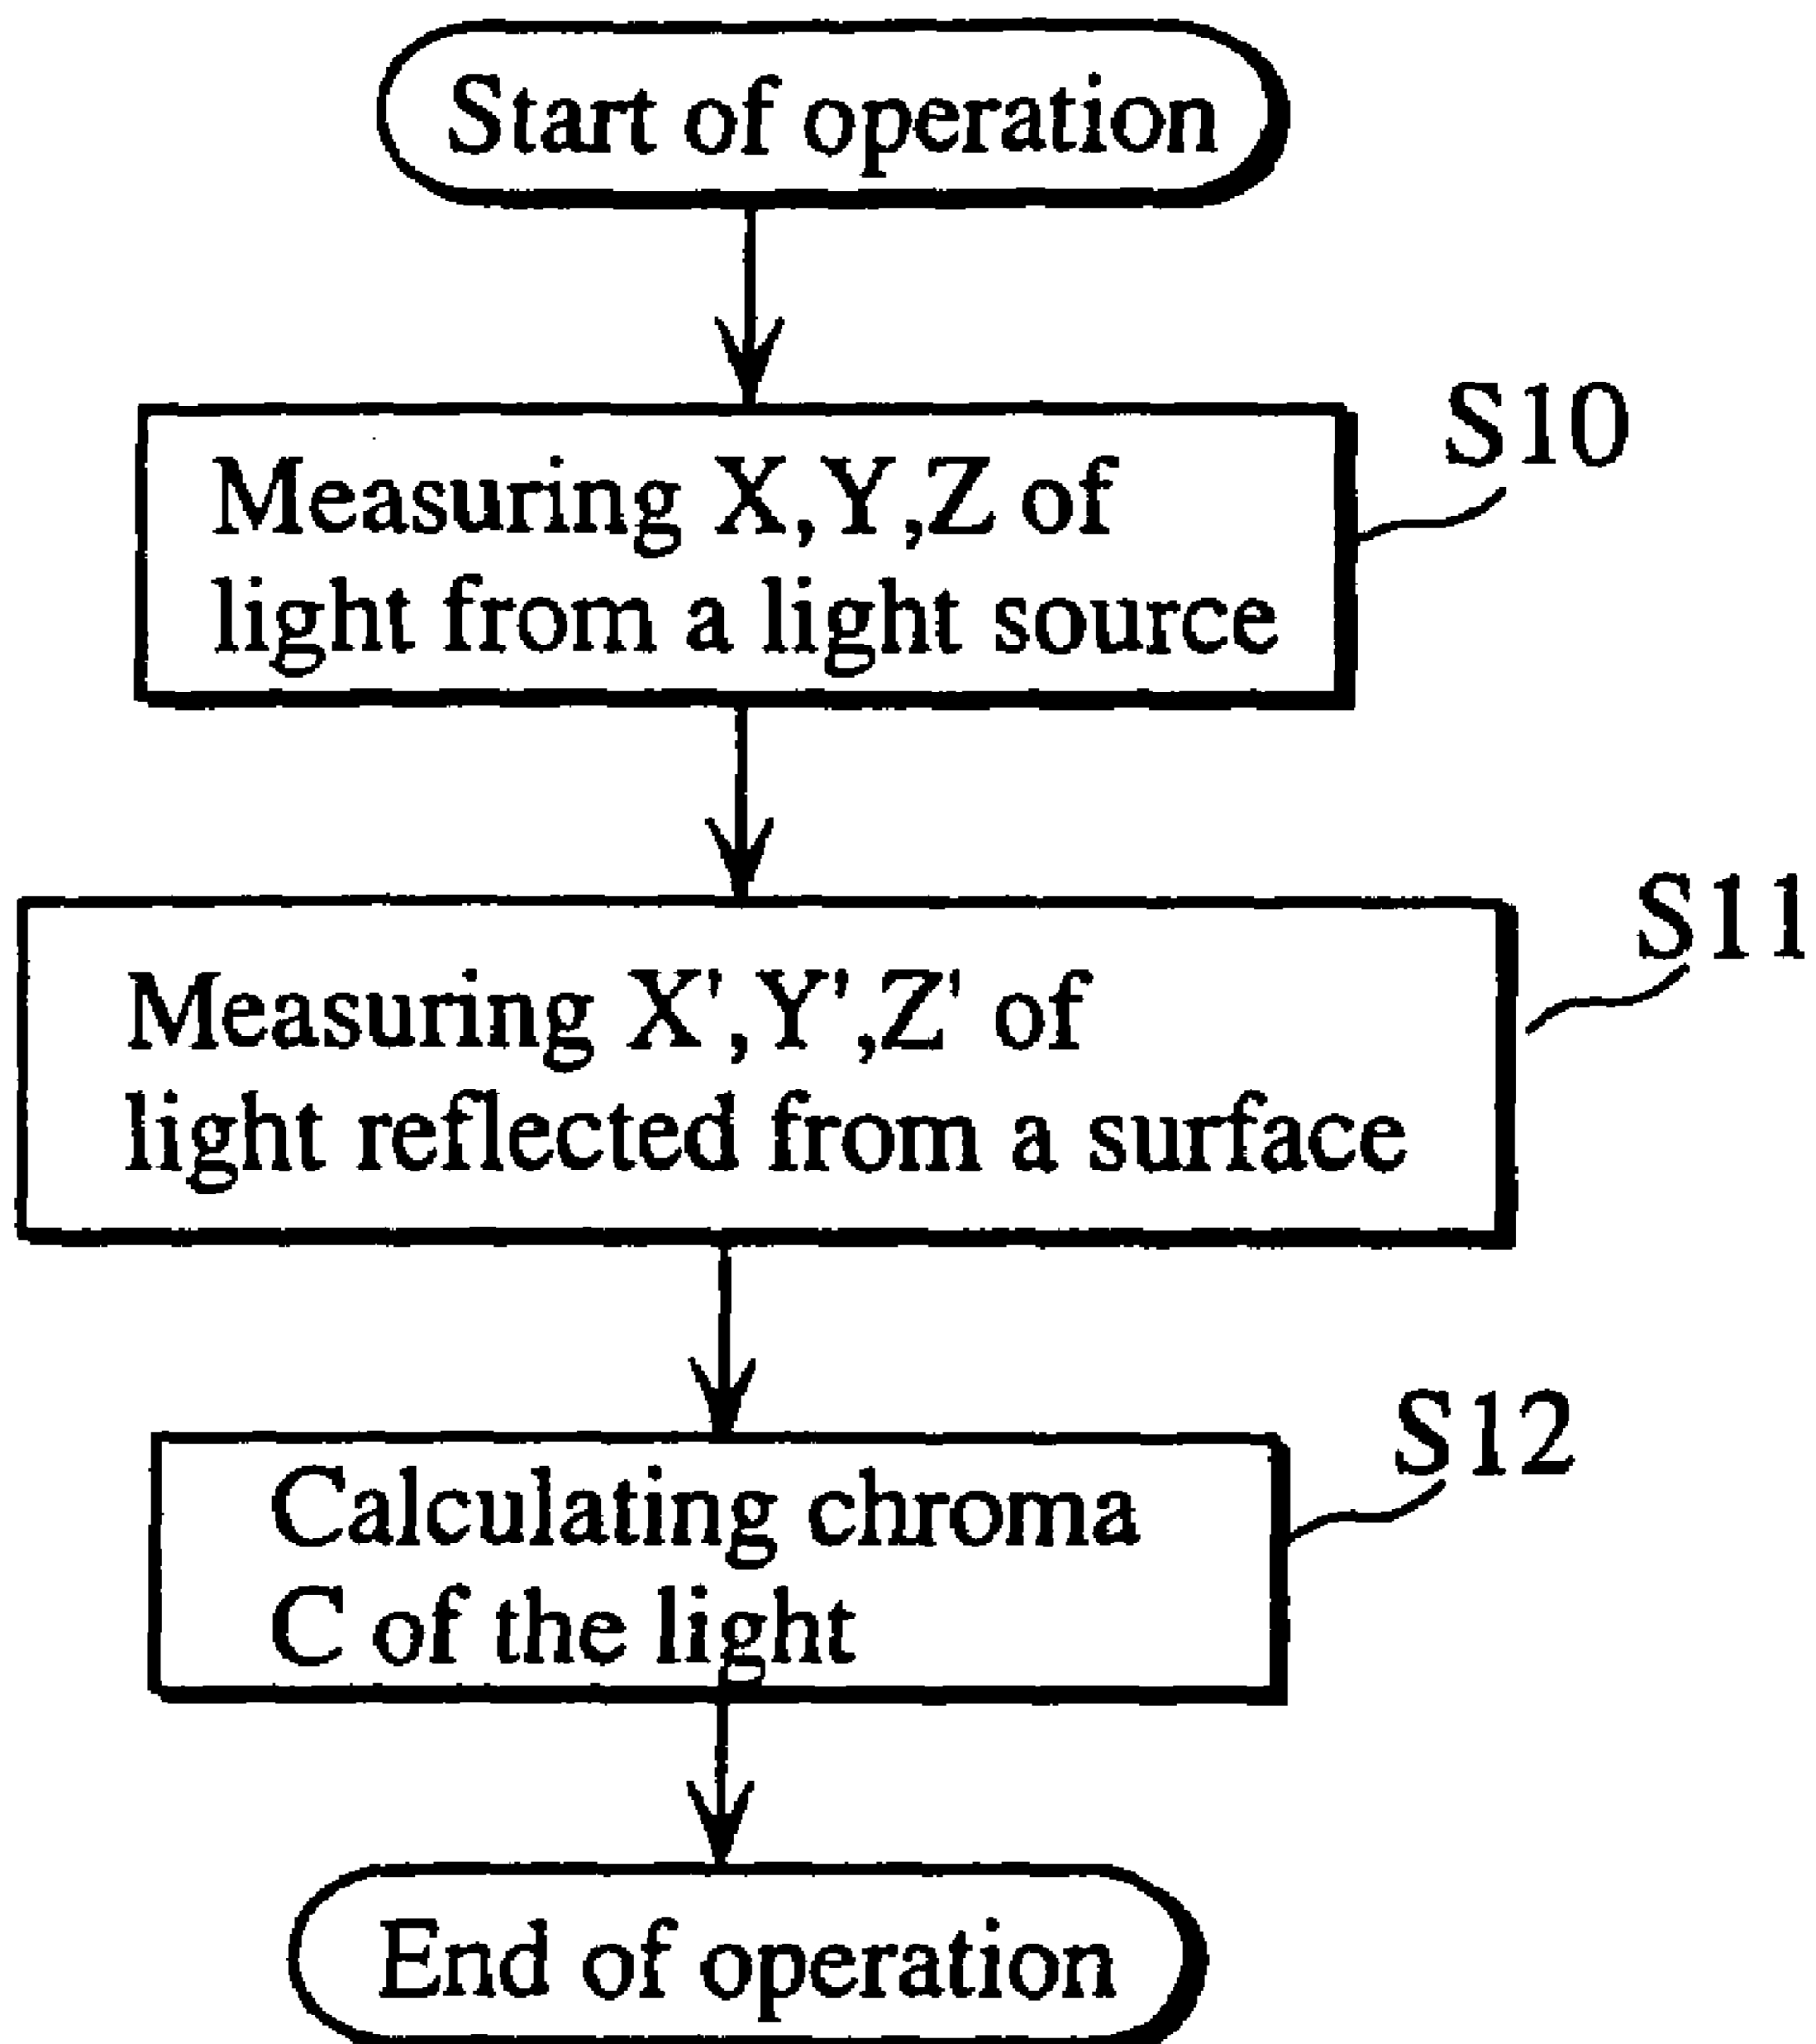 Start of operation
S10
Measuring X,Y,Z of
light from a light source
S11
Measuring X',Y',Z' of
light reflected from a surface
S12
Calculating chroma
C of the light
End of operation